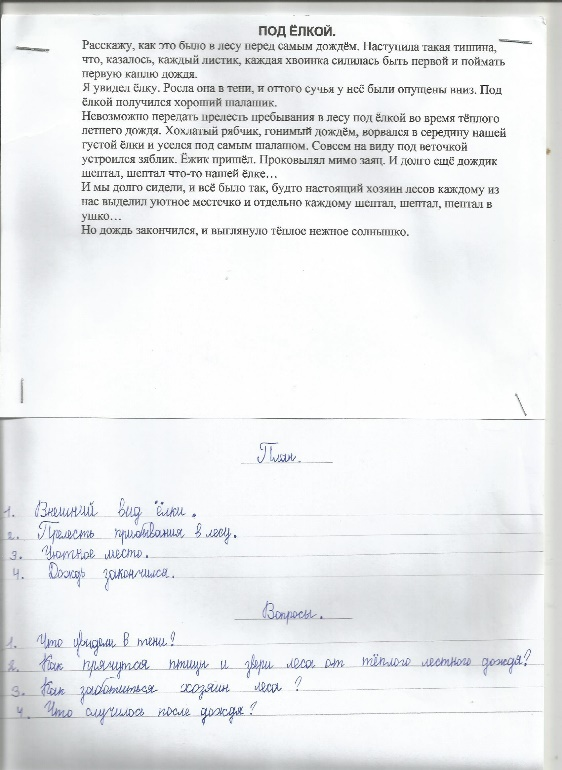 ПОД ЁЛКОЙ.
Расскажу, как это было в лесу перед самым дождём. Наступила такая тишина,
что, казалось, каждый листик, каждая хвоинка силилась быть первой и поймать
первую каплю дождя.
Я увидел ёлку. Росла она в тени, и оттого сучья у неё были опущены вниз. Под
ёлкой получился хороший шалашик.
Невозможно передать прелесть пребывания в лесу под ёлкой во время тёплого
летнего дождя. Хохлатый рябчик, гонимый дождём, ворвался в середину нашей
густой ёлки и уселся под самым шалашом. Совсем на виду под веточкой
устроился зяблик. Ёжик пришёл. Проковылял мимо заяц. И долго ещё дождик
шептал, шептал что-то нашей ёлке…
И мы долго сидели, и всё было так, будто настоящий хозяин лесов каждому из
нас выделил уютное местечко и отдельно каждому шептал, шептал, шептал в
ушко…
Но дождь закончился, и выглянуло тёплое нежное солнышко.
План.
1. Внешний вид ёлки.
2. Прелесть прибывания в лесу.
3. Уютное место.
4. Дождь закончился.
Вопросы.
1. Что увидели в тени?
2. Как прячутся птицы и звери леса от тёплого лестного дождя?
3. Как заботиться хозяин леса ?
4. Что случилось после дождя?